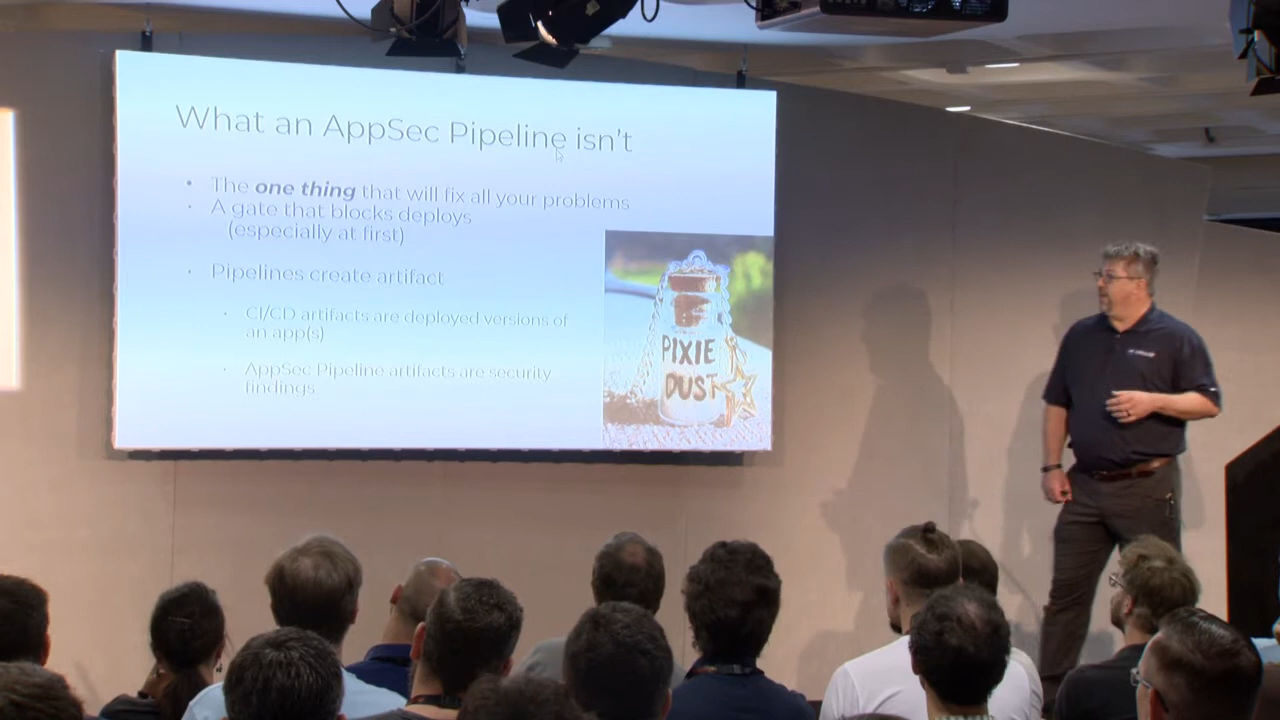 What an AppSec Pipeline isn't
• The one thing that will fix all your problems
• A gate that blocks deploys
(especially at first)
• Pipelines create artifact
• CI/CD artifacts are deployed versions of
an app(s)
• AppSec Pipeline artifacts are security
findings
PIXIE
DUST